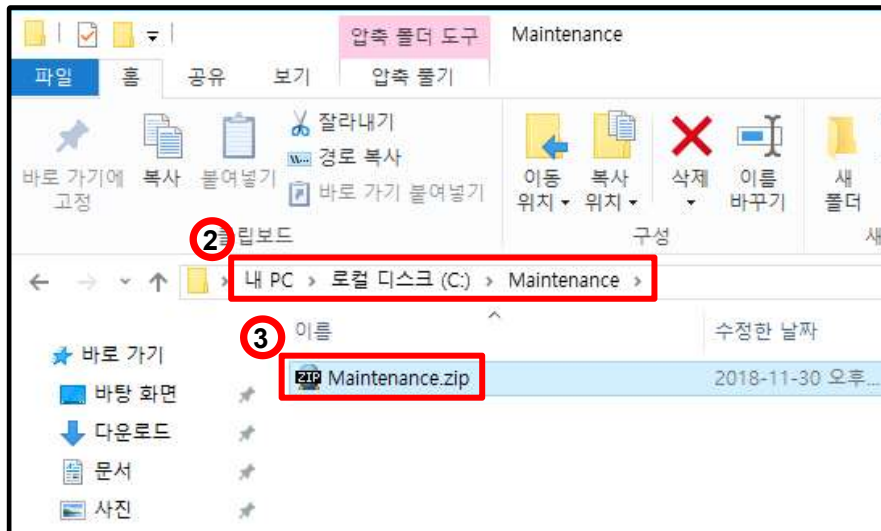 압축 폴더 도구 Maintenance
파일 홈 공유 보기 압축 풀기
잘라내기
경로 복사
바로 가기 붙여넣기
바로 가기에
고정
복사
붙여넣기
이동
위치
복사
위치
삭제
이름
바꾸기
새
폴더
클립보드 구성 새
2
내 PC > 로컬 디스크 (C:) > Maintenance >
3
이름 수정한 날짜
바로 가기
ZIP Maintenance.zip 2018-11-30 오후...
바탕 화면
다운로드
문서
사진